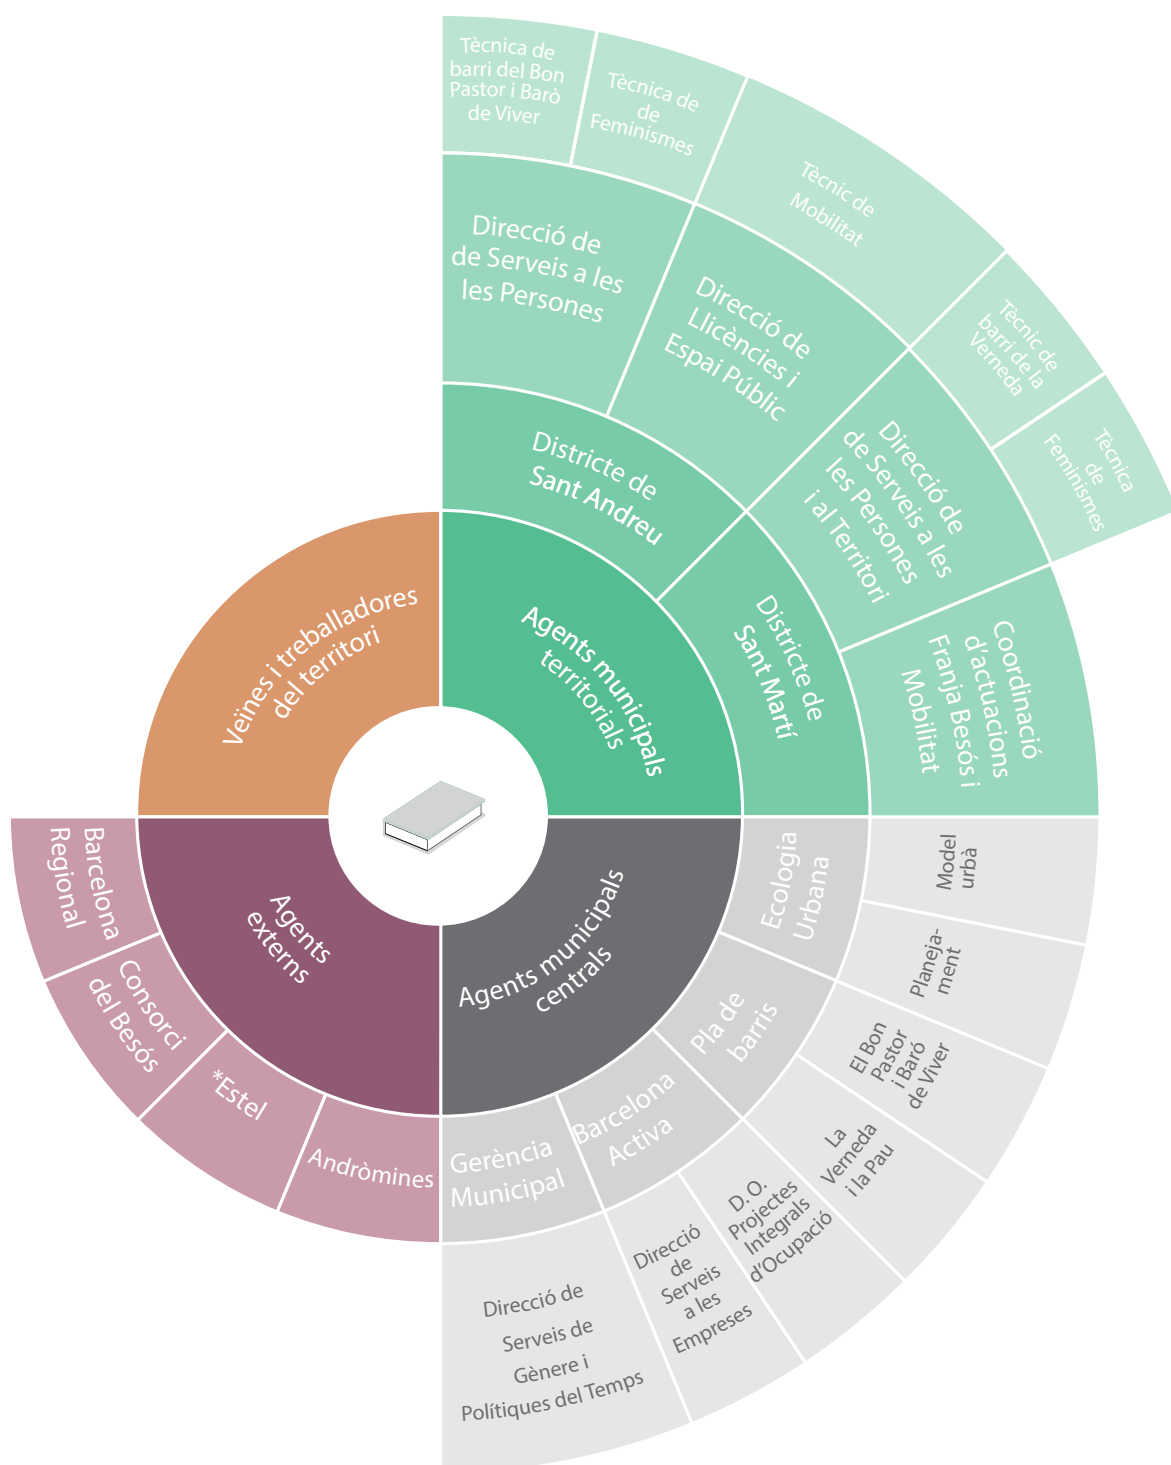 Tècnica de
barri del Bon
Pastor i Barò
de Viver
Tècnica de
de
Feminismes
Tècnic de
Mobilitat
Tècnic de
barri de la
Verneda
Tècnica
de
Feminismes
Direcció de
de Serveis a les
les Persones
Direcció de
Llicències i
Espai Públic
Direcció de
de Serveis a les
les Persones
i al Territori
Coordinació
d'actuacions
Franja Besós i
Mobilitat
Districte de
Sant Andreu
Districte de
Sant Martí
Veïnes i treballadores
del territori
Agents municipals
territorials
Agents
externs
Agents municipals
centrals
Barcelona
Regional
Consorci
del Besós
*Estel
Andròmines
Ecologia
Urbana
Pla de
barris
Barcelona
Activa
Gerència
Municipal
Model
urbà
Planeja-
ment
El Bon
Pastor
i Baró
de Viver
La
Verneda
i la Pau
D. O.
Projectes
Integrals
d'Ocupació
Direcció
de
Serveis
a les
Empreses
Direcció de
Serveis de
Gènere i
Polítiques del Temps